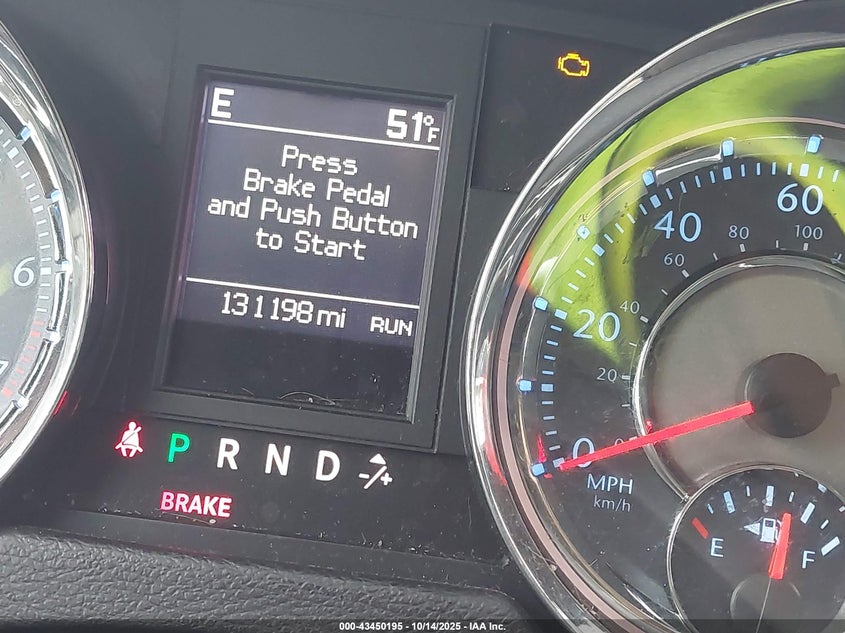 E
51°F
Press
Brake Pedal
and Push Button
to Start
131198 mi RUN
P R N D -/+
BRAKE
6
0
20
40
60
20
40
60
80
100
MPH
km/h
E
F
000-43450195 - 10/14/2025 - IAA Inc.